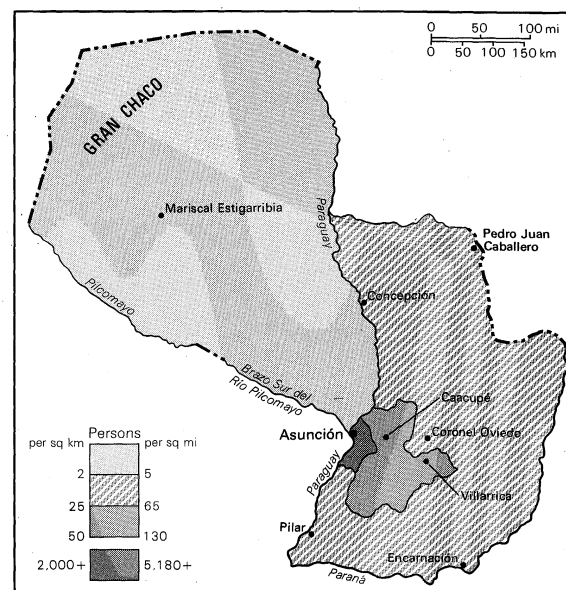 0 50 100 mi
0 50 100 150 km
GRAN CHACO
Mariscal Estigarribia
Paraguay
Pedro Juan
Caballero
Pilcomayo
Concepción
Brazo Sur del
Río Pilcomayo
Caacupé
Asunción
Coronel Oviedo
Paraguay
Villarrica
Pilar
Encarnación
Paraná
Persons
per sq km per sq mi
2 5
25 65
50 130
2,000+ 5,180+